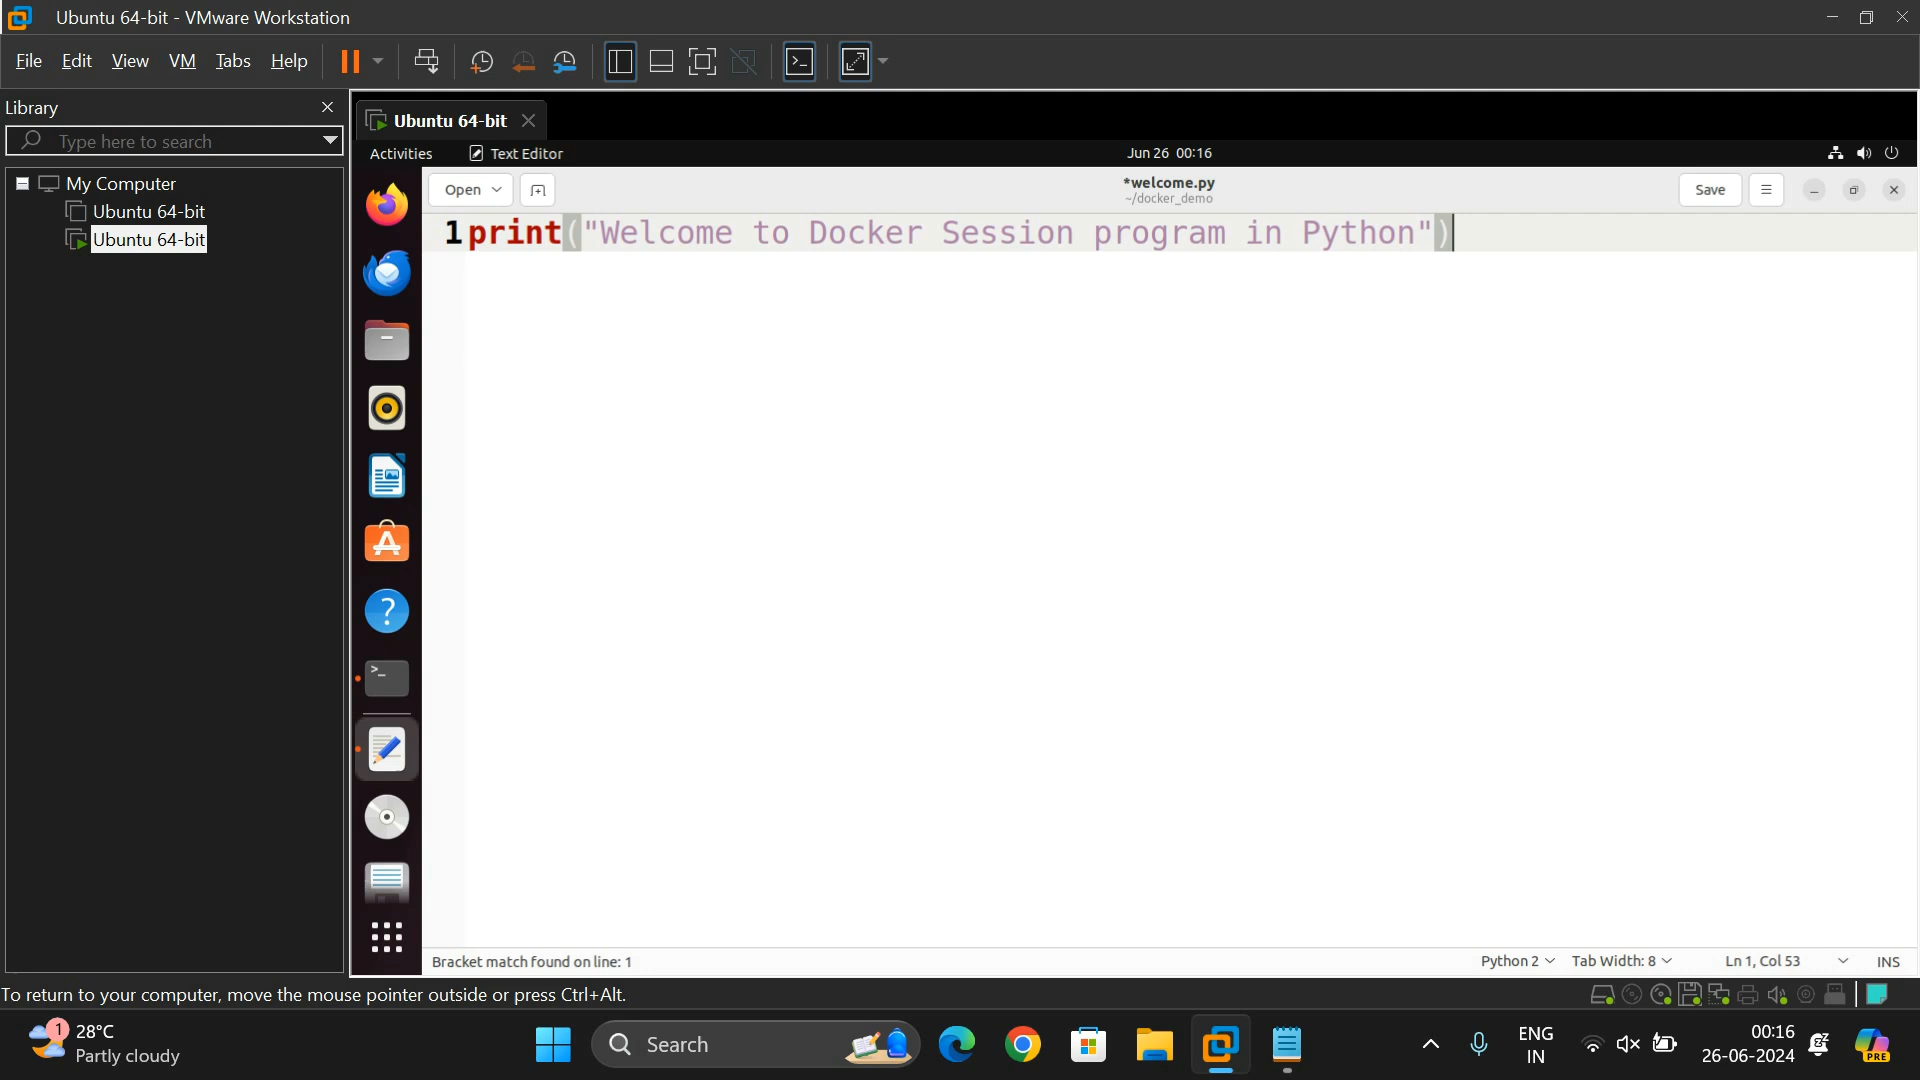 Ubuntu 64-bit - VMware Workstation
File Edit View VM Tabs Help
Library
Type here to search
My Computer
Ubuntu 64-bit
Ubuntu 64-bit
Ubuntu 64-bit
Activities Text Editor Jun 26 00:16
Open *welcome.py Save
~/docker_demo
1 print("Welcome to Docker Session program in Python")
Bracket match found on line: 1 Python 2 Tab Width: 8 Ln 1, Col 53 INS
To return to your computer, move the mouse pointer outside or press Ctrl+Alt.
1 28°C
Partly cloudy
Search
ENG
IN
00:16
26-06-2024
PRE